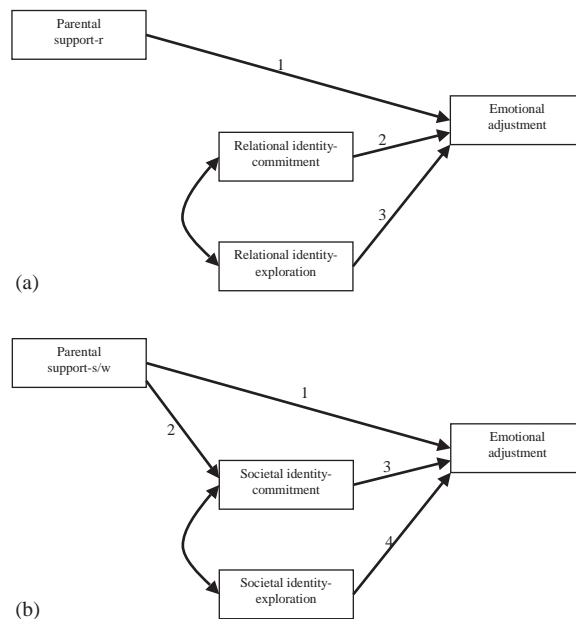 Parental
support-r
1
Emotional
adjustment
2
Relational identity-
commitment
3
Relational identity-
exploration
(a)
Parental
support-s/w
1
2
Emotional
adjustment
3
Societal identity-
commitment
4
Societal identity-
exploration
(b)